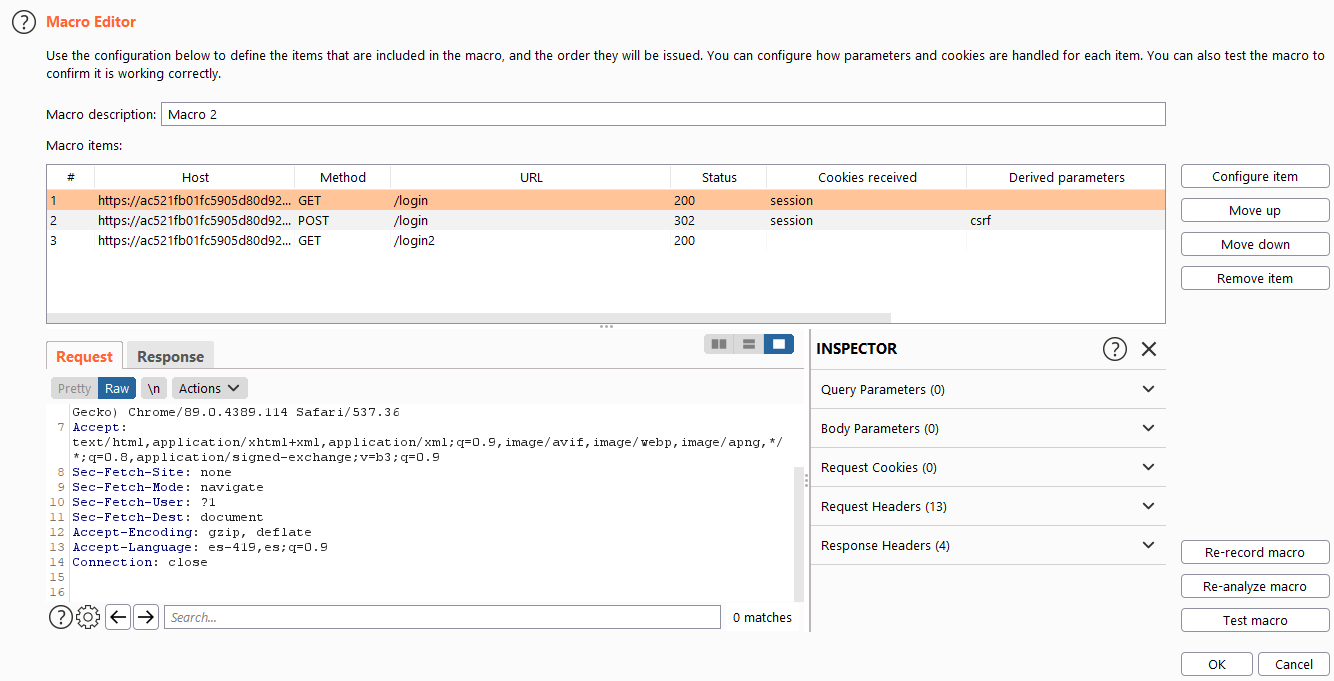 ? Macro Editor
Use the configuration below to define the items that are included in the macro, and the order they will be issued. You can configure how parameters and cookies are handled for each item. You can also test the macro to
confirm it is working correctly.
Macro description: Macro 2
Macro items:
# Host Method URL Status Cookies received Derived parameters
1 https://ac521fb01fc5905d80d92... GET /login 200 session
2 https://ac521fb01fc5905d80d92... POST /login 302 session csrf
3 https://ac521fb01fc5905d80d92... GET /login2 200
Configure item
Move up
Move down
Remove item
Request Response
Pretty Raw \n Actions
Gecko) Chrome/89.0.4389.114 Safari/537.36
7 Accept:
text/html,application/xhtml+xml,application/xml;q=0.9,image/avif,image/webp,image/apng,*/
*;q=0.8,application/signed-exchange;v=b3;q=0.9
8 Sec-Fetch-Site: none
9 Sec-Fetch-Mode: navigate
10 Sec-Fetch-User: ?1
11 Sec-Fetch-Dest: document
12 Accept-Encoding: gzip, deflate
13 Accept-Language: es-419,es;q=0.9
14 Connection: close
15
16
? Search... 0 matches
INSPECTOR ?
Query Parameters (0)
Body Parameters (0)
Request Cookies (0)
Request Headers (13)
Response Headers (4)
Re-record macro
Re-analyze macro
Test macro
OK Cancel